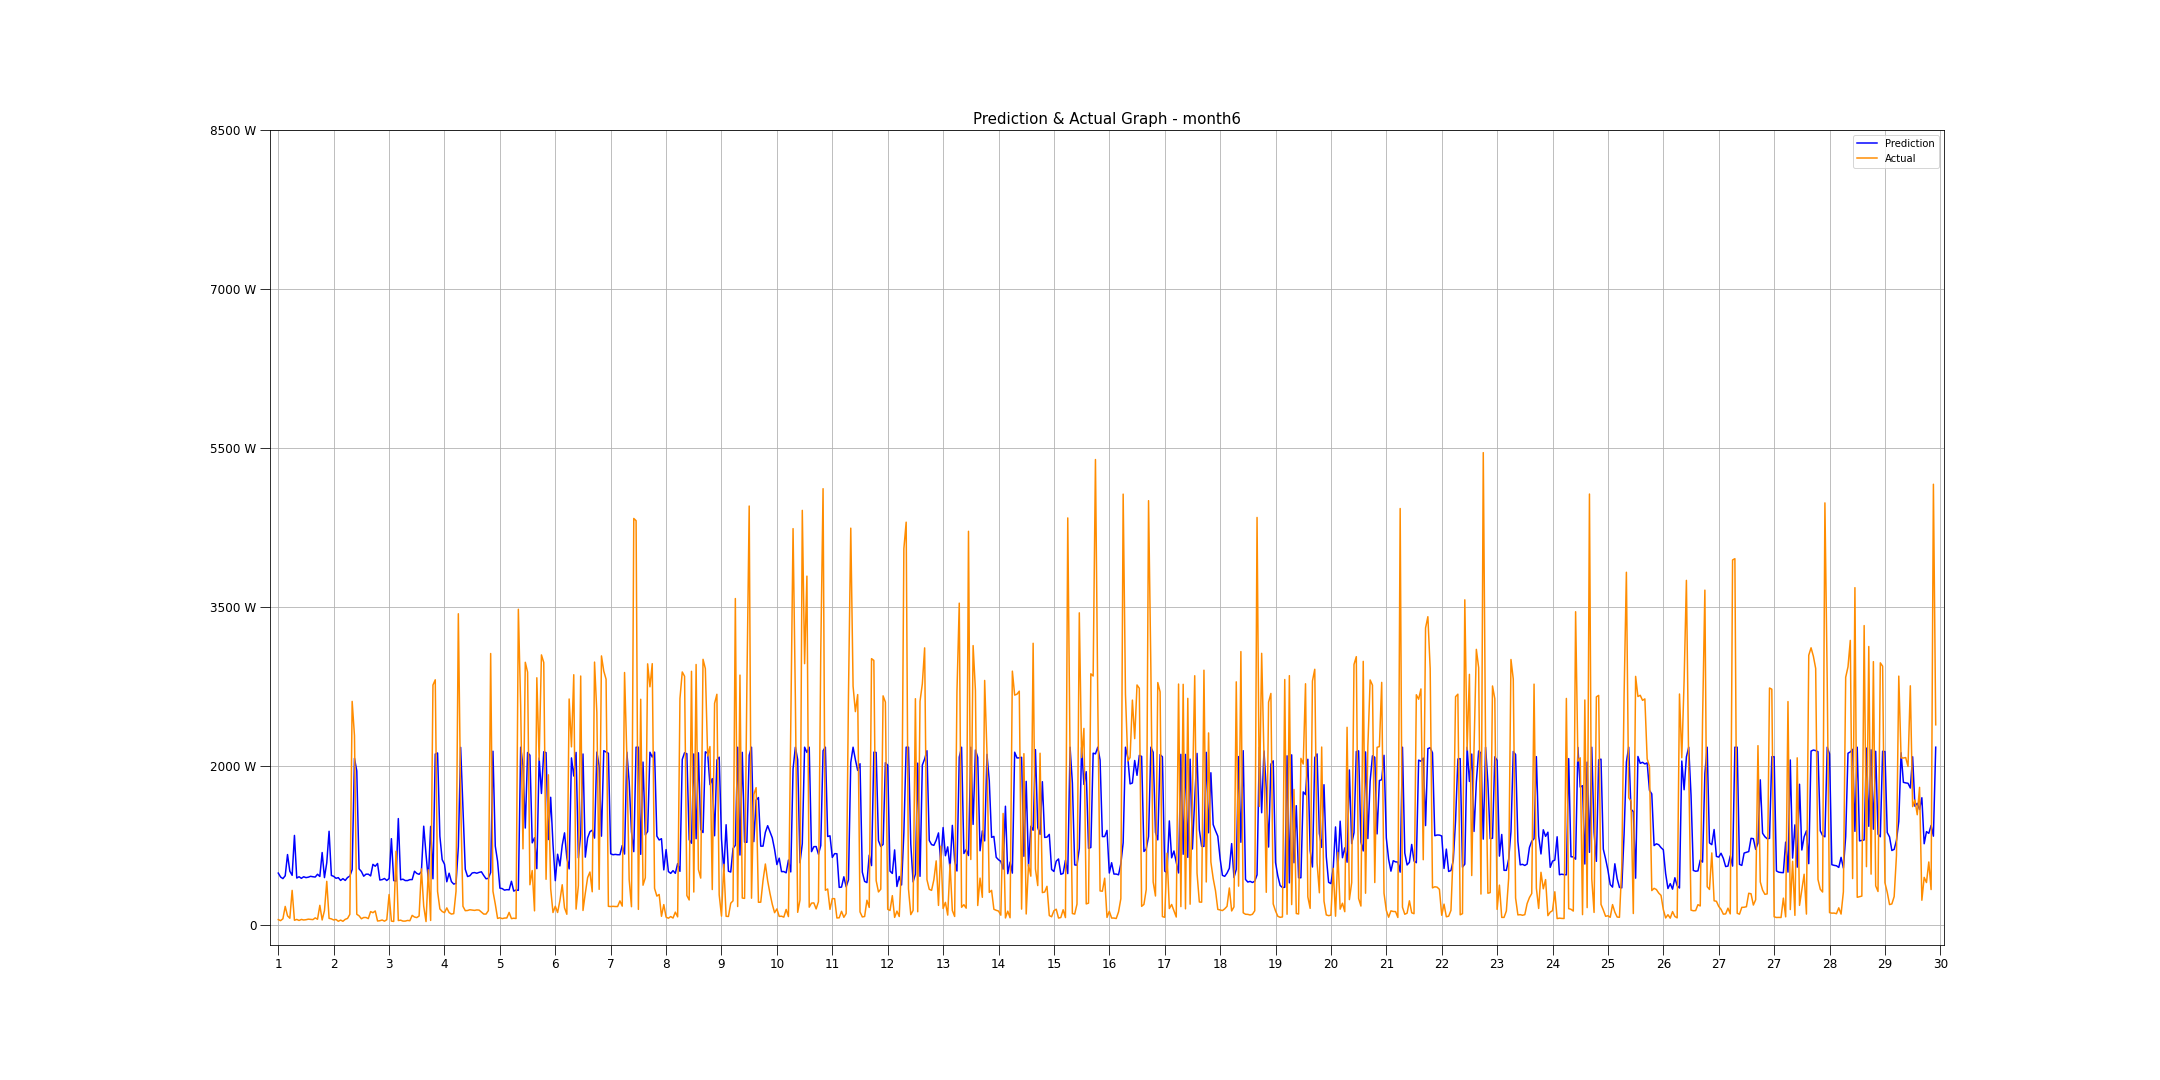 Prediction & Actual Graph - month6
8500 W
Prediction
Actual
7000 W
5500 W
3500 W
2000 W
0
1 2 3 4 5 6 7 8 9 10 11 12 13 14 15 16 17 18 19 20 21 22 23 24 25 26 27 27 28 29 30